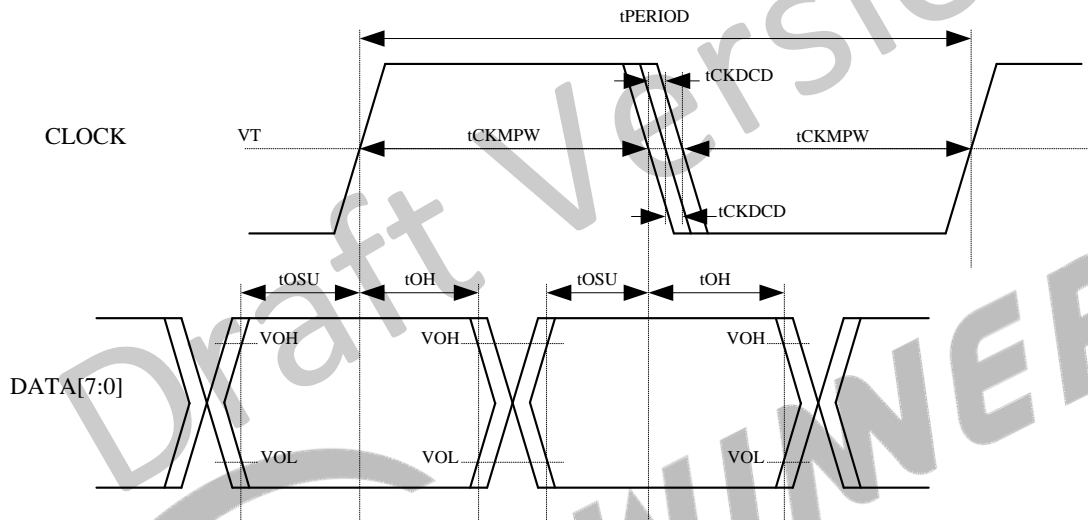 tPERIOD
tCKDCD
CLOCK
VT
tCKMPW
tCKMPW
tCKDCD
tOSU
tOH
tOSU
tOH
VOH
VOH
VOH
DATA[7:0]
VOL
VOL
VOL
Draft Versio
WINNER